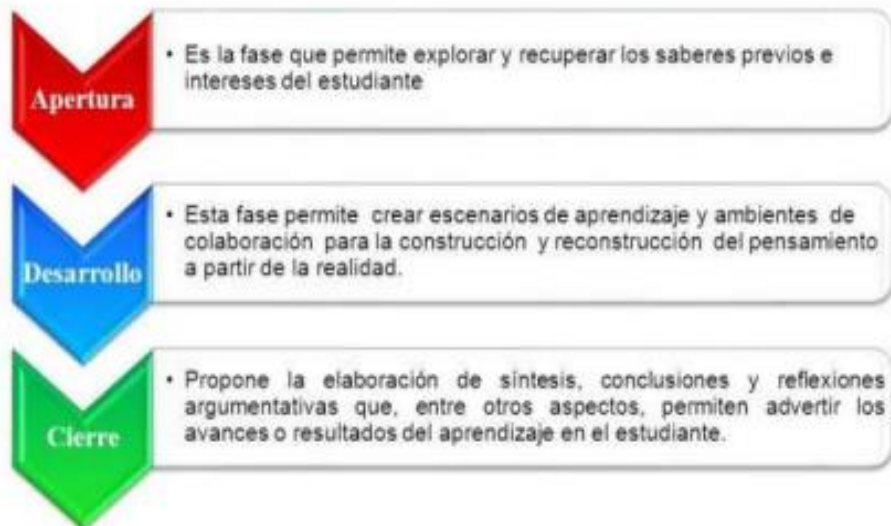 Apertura
• Es la fase que permite explorar y recuperar los saberes previos e
intereses del estudiante
Desarrollo
• Esta fase permite crear escenarios de aprendizaje y ambientes de
colaboración para la construcción y reconstrucción del pensamiento
a partir de la realidad.
Cierre
• Propone la elaboración de síntesis, conclusiones y reflexiones
argumentativas que, entre otros aspectos, permiten advertir los
avances o resultados del aprendizaje en el estudiante.